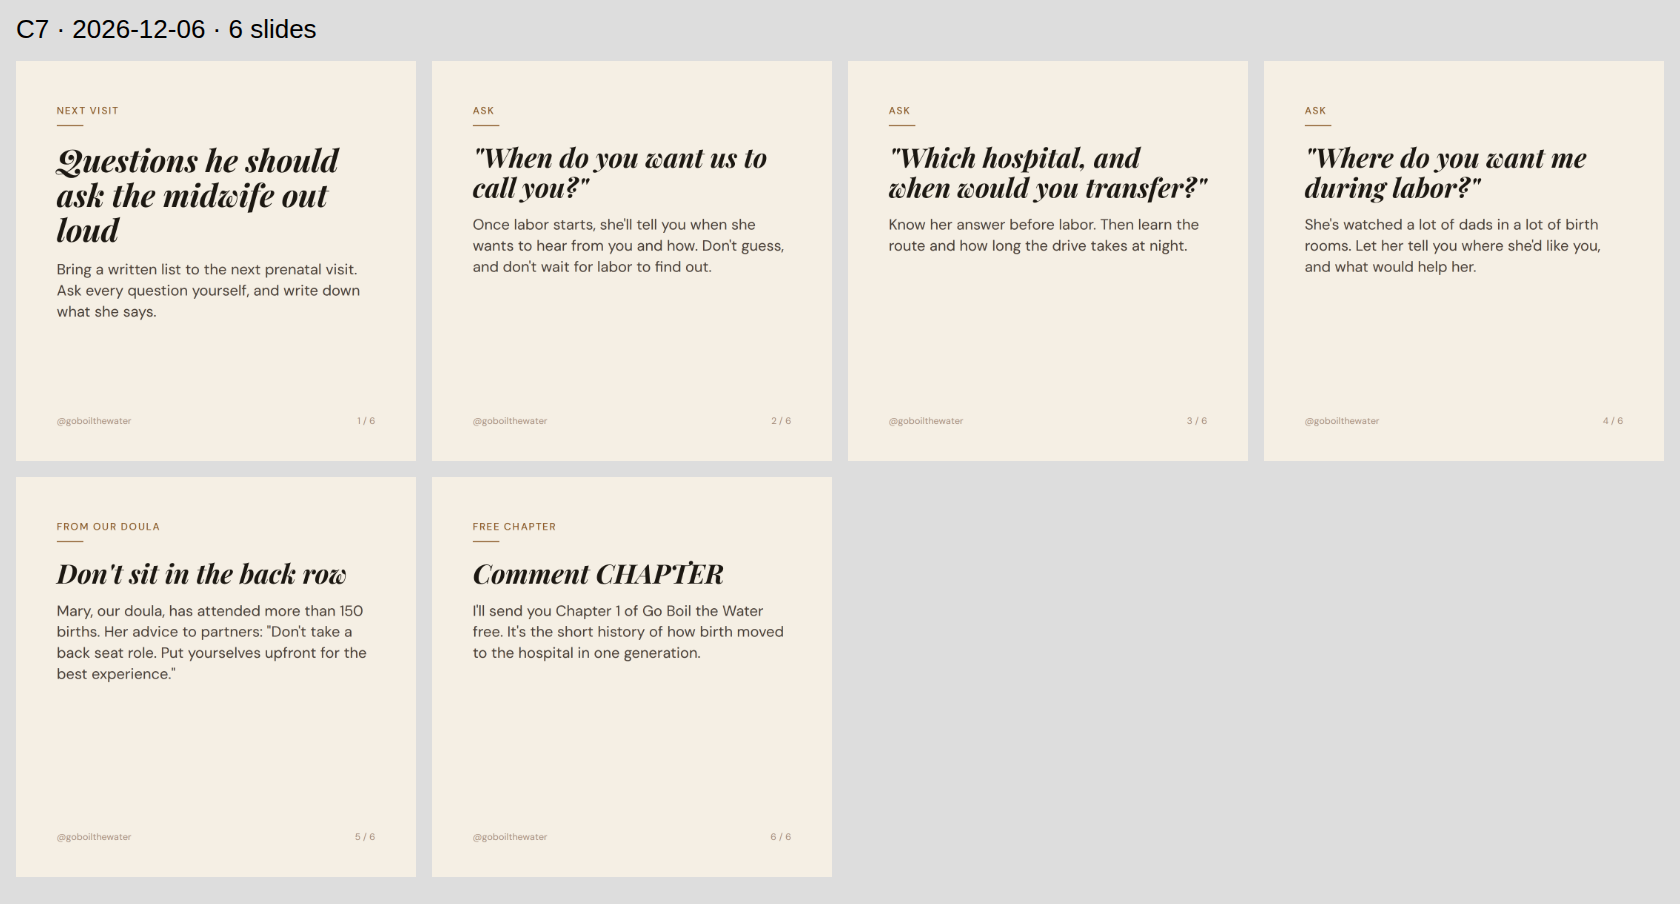 C7 · 2026-12-06 · 6 slides
NEXT VISIT
Questions he should
ask the midwife out
loud
Bring a written list to the next prenatal visit.
Ask every question yourself, and write down
what she says.
@goboilthewater
1 / 6
ASK
"When do you want us to
call you?"
Once labor starts, she'll tell you when she
wants to hear from you and how. Don't guess,
and don't wait for labor to find out.
@goboilthewater
2 / 6
ASK
"Which hospital, and
when would you transfer?"
Know her answer before labor. Then learn the
route and how long the drive takes at night.
@goboilthewater
3 / 6
ASK
"Where do you want me
during labor?"
She's watched a lot of dads in a lot of birth
rooms. Let her tell you where she'd like you,
and what would help her.
@goboilthewater
4 / 6
FROM OUR DOULA
Don't sit in the back row
Mary, our doula, has attended more than 150
births. Her advice to partners: "Don't take a
back seat role. Put yourselves upfront for the
best experience."
@goboilthewater
5 / 6
FREE CHAPTER
Comment CHAPTER
I'll send you Chapter 1 of Go Boil the Water
free. It's the short history of how birth moved
to the hospital in one generation.
@goboilthewater
6 / 6